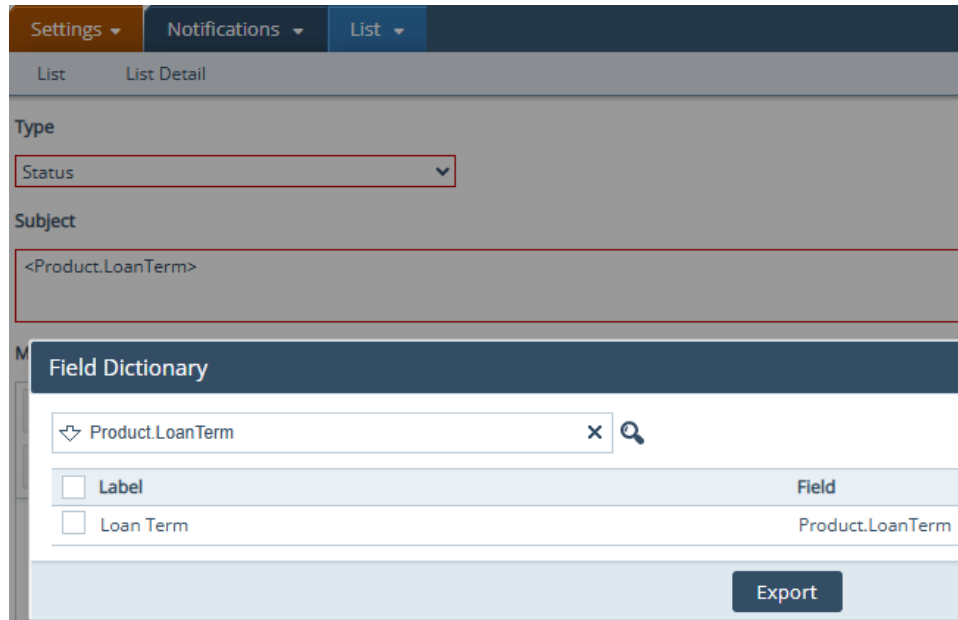 Settings Notifications List
List List Detail
Type
Status
Subject
<Product.LoanTerm>
M
Field Dictionary
Product.LoanTerm
Label Field
Loan Term Product.LoanTerm
Export